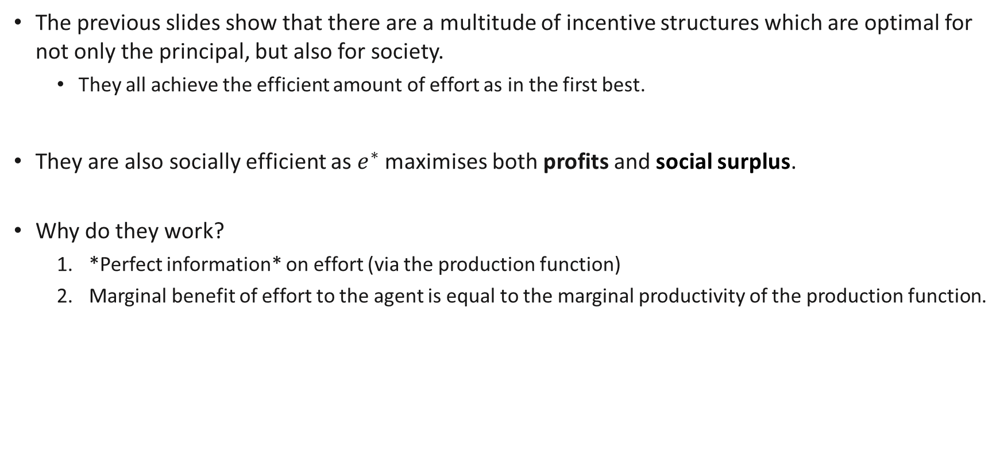 • The previous slides show that there are a multitude of incentive structures which are optimal for
not only the principal, but also for society.
• They all achieve the efficient amount of effort as in the first best.
• They are also socially efficient as e* maximises both profits and social surplus.
• Why do they work?
1. *Perfect information* on effort (via the production function)
2. Marginal benefit of effort to the agent is equal to the marginal productivity of the production function.